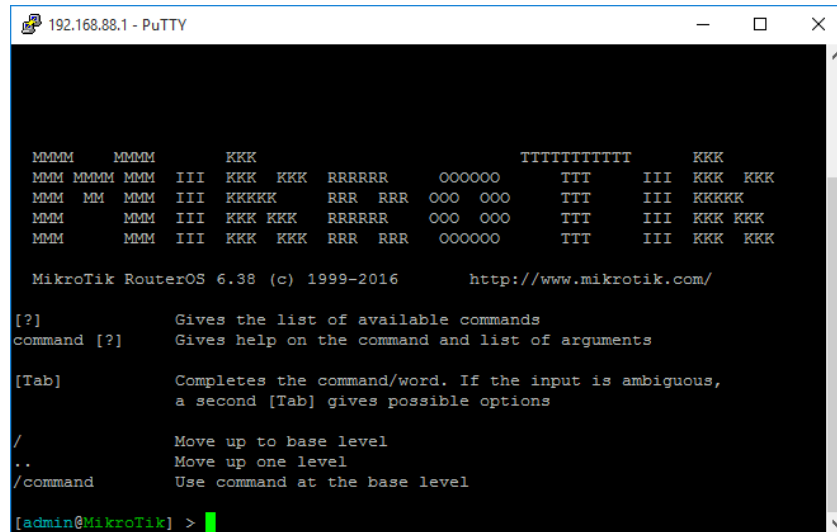 192.168.88.1 - PuTTY
MMMM    MMMM       KKK                          TTTTTTTTTTT      KKK
MMM MMMM MMM  III  KKK  KKK  RRRRRR     OOOOOO      TTT     III  KKK  KKK
MMM  MM  MMM  III  KKKKK     RRR  RRR  OOO  OOO     TTT     III  KKKKK
MMM      MMM  III  KKK KKK   RRRRRR    OOO  OOO     TTT     III  KKK KKK
MMM      MMM  III  KKK  KKK  RRR  RRR   OOOOOO      TTT     III  KKK  KKK
MikroTik RouterOS 6.38 (c) 1999-2016       http://www.mikrotik.com/
[?]             Gives the list of available commands
command [?]     Gives help on the command and list of arguments
[Tab]           Completes the command/word. If the input is ambiguous,
a second [Tab] gives possible options
/               Move up to base level
..              Move up one level
/command        Use command at the base level
[admin@MikroTik] >